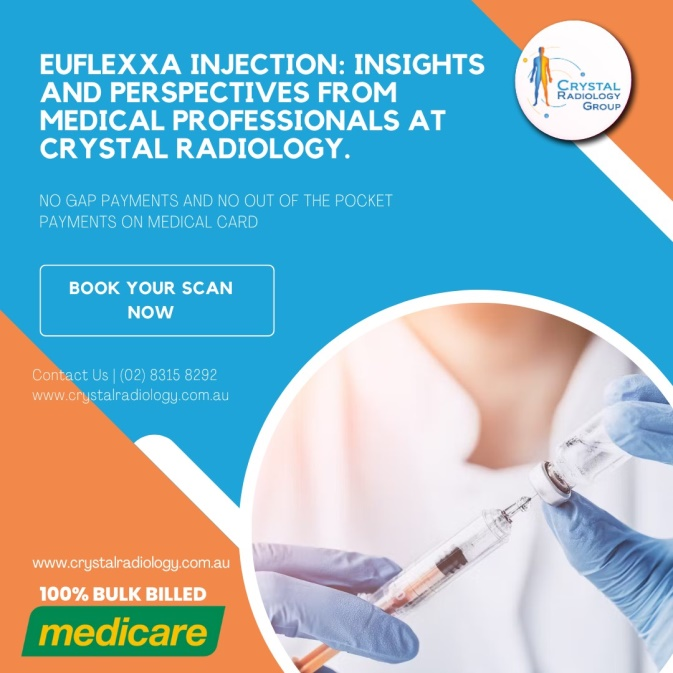 EUFLEXXA INJECTION: INSIGHTS
AND PERSPECTIVES FROM
MEDICAL PROFESSIONALS AT
CRYSTAL RADIOLOGY.
CRYSTAL
RADIOLOGY
GROUP
NO GAP PAYMENTS AND NO OUT OF THE POCKET
PAYMENTS ON MEDICAL CARD
BOOK YOUR SCAN
NOW
Contact Us | (02) 8315 8292
www.crystalradiology.com.au
www.crystalradiology.com.au
100% BULK BILLED
medicare